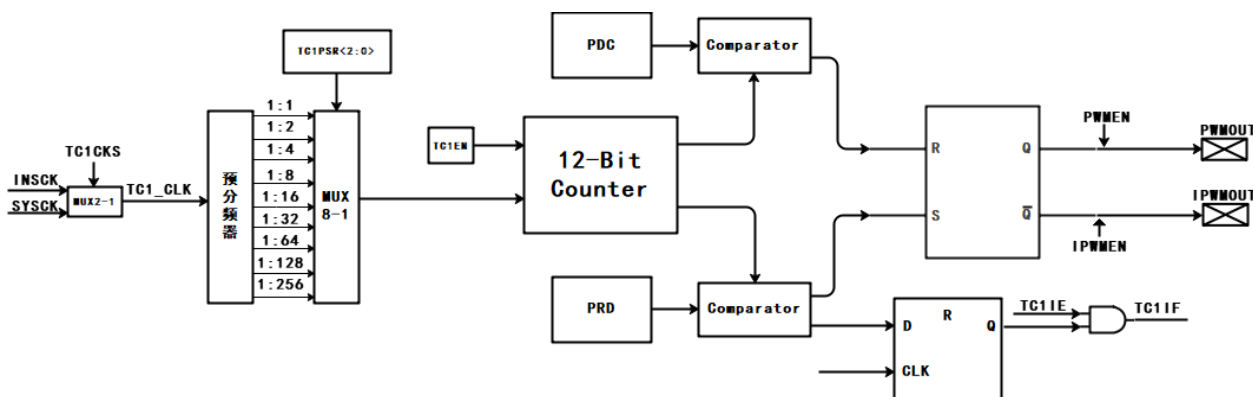 TC1PSR<2:0>
PDC
Comparator
1:1
1:2
1:4
1:8
1:16
1:32
1:64
1:128
1:256
TC1CKS
INSCK
SYSCK
MUX2-1
TC1_CLK
预分频器
MUX
8-1
TC1EN
12-Bit
Counter
PRD
Comparator
R
Q
S
Q̅
PWMEN
PWMOUT
IPWMOUT
IPWMEN
D
R
Q
CLK
TC1IE
TC1IF